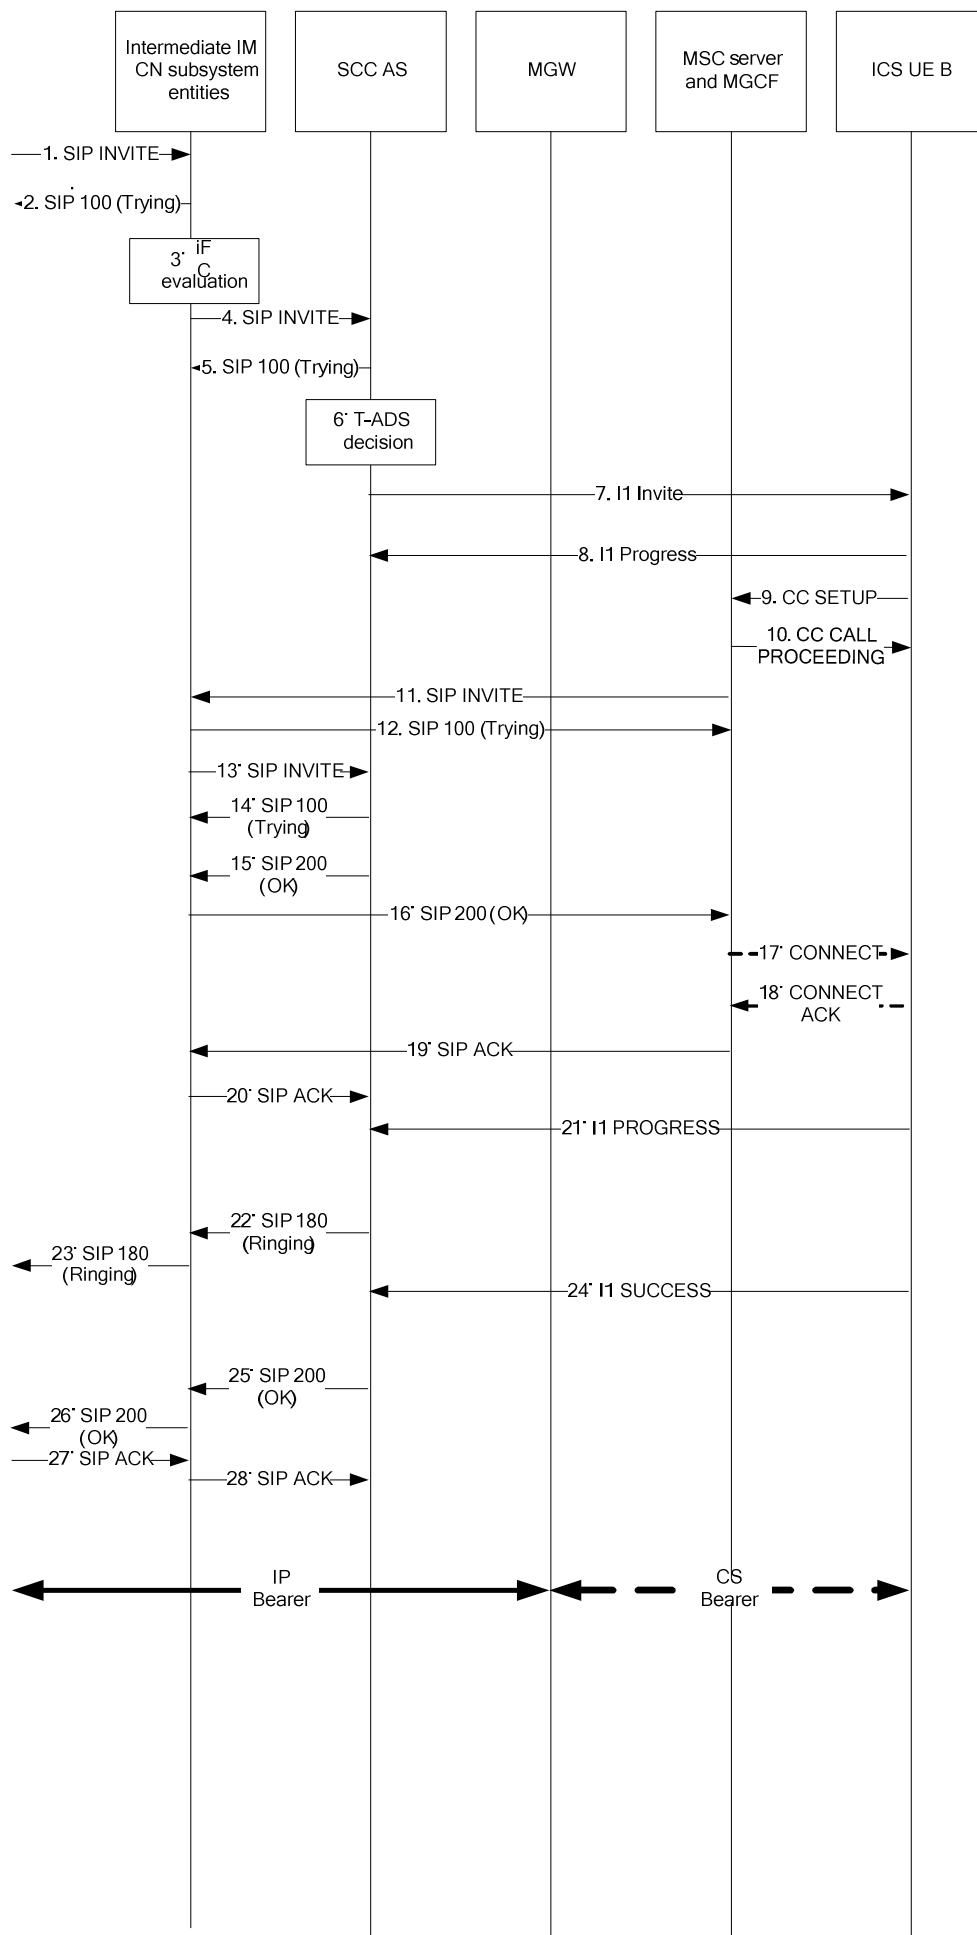 Intermediate IM
CN subsystem
entities
SCC AS
MGW
MSC server
and MGCF
ICS UE B
1. SIP INVITE
2. SIP 100 (Trying)
3. iF
C
evaluation
4. SIP INVITE
5. SIP 100 (Trying)
6. T-ADS
decision
7. I1 Invite
8. I1 Progress
9. CC SETUP
10. CC CALL
PROCEEDING
11. SIP INVITE
12. SIP 100 (Trying)
13. SIP INVITE
14. SIP 100
(Trying)
15. SIP 200
(OK)
16. SIP 200 (OK)
17. CONNECT
18. CONNECT
ACK
19. SIP ACK
20. SIP ACK
21. I1 PROGRESS
22. SIP 180
(Ringing)
23. SIP 180
(Ringing)
24. I1 SUCCESS
25. SIP 200
(OK)
26. SIP 200
(OK)
27. SIP ACK
28. SIP ACK
IP
Bearer
CS
Bearer